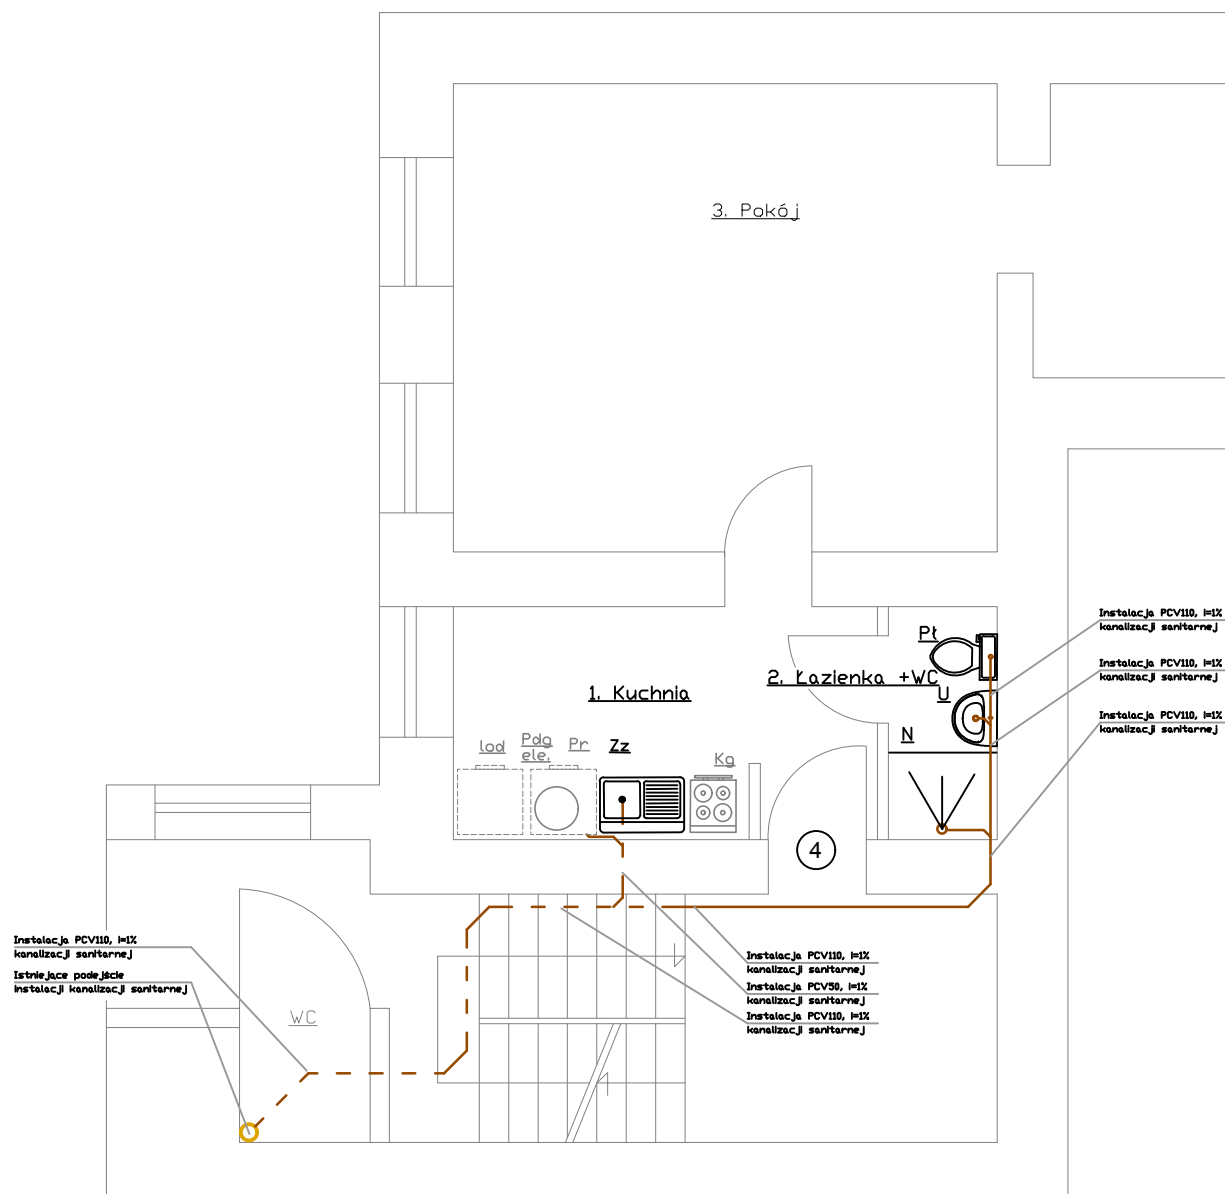 3. Pokój
Instalacja PCV110, i=1%
kanalizacji sanitarnej
Pł
Instalacja PCV110, i=1%
kanalizacji sanitarnej
2. Łazienka +WC
1. Kuchnia
U
Instalacja PCV110, i=1%
kanalizacji sanitarnej
N
lod
Pdg
ele.
Pr
Zz
Kg
4
Instalacja PCV110, i=1%
kanalizacji sanitarnej
Istniejące podejście
instalacji kanalizacji sanitarnej
WC
Instalacja PCV110, i=1%
kanalizacji sanitarnej
Instalacja PCV50, i=1%
kanalizacji sanitarnej
Instalacja PCV110, i=1%
kanalizacji sanitarnej